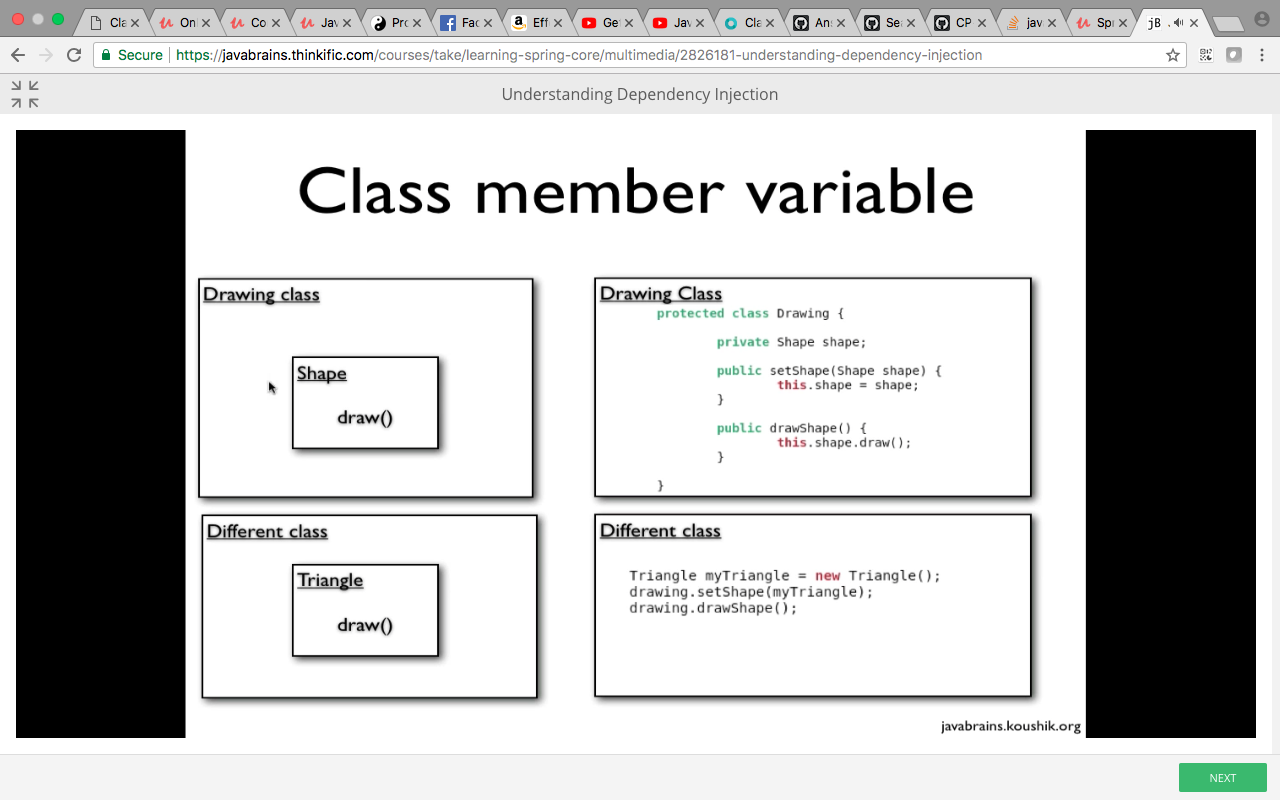 Cla
On
Co
Jav
Pro
Fac
Eff
Ge
Jav
Cla
Ans
Sea
CP
jav
Spr
jB .
Secure
https://javabrains.thinkific.com/courses/take/learning-spring-core/multimedia/2826181-understanding-dependency-injection
Understanding Dependency Injection
Class member variable
Drawing class
Shape
draw()
Drawing Class
protected class Drawing {
private Shape shape;
public setShape(Shape shape) {
this.shape = shape;
}
public drawShape() {
this.shape.draw();
}
}
Different class
Triangle
draw()
Different class
Triangle myTriangle = new Triangle();
drawing.setShape(myTriangle);
drawing.drawShape();
javabrains.koushik.org
NEXT